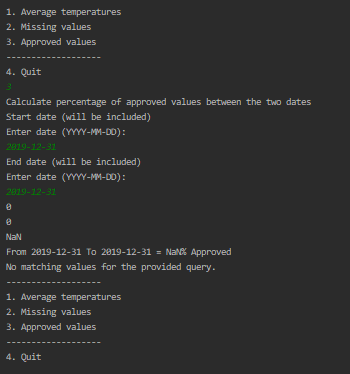 1. Average temperatures
2. Missing values
3. Approved values
-------------------
4. Quit
3
Calculate percentage of approved values between the two dates
Start date (will be included)
Enter date (YYYY-MM-DD):
2019-12-31
End date (will be included)
Enter date (YYYY-MM-DD):
2019-12-31
0
0
NaN
From 2019-12-31 To 2019-12-31 = NaN% Approved
No matching values for the provided query.
-------------------
1. Average temperatures
2. Missing values
3. Approved values
-------------------
4. Quit